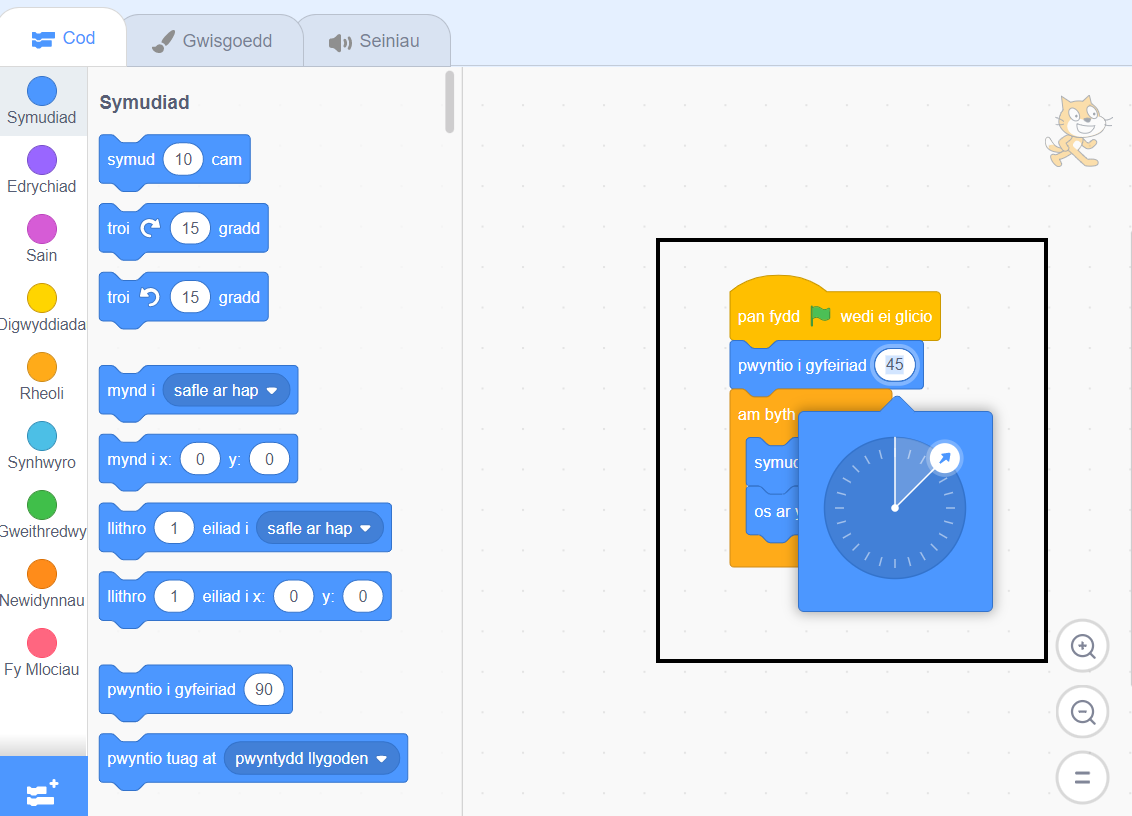 Cod
Gwisgoedd
Seiniau
Symudiad
Edrychiad
Sain
Digwyddiada
Rheoli
Synhwyro
Gweithredwy
Newidynnau
Fy Mlociau
Symudiad
symud 10 cam
troi 15 gradd
troi 15 gradd
mynd i safle ar hap
mynd i x: 0 y: 0
llithro 1 eiliad i safle ar hap
llithro 1 eiliad i x: 0 y: 0
pwyntio i gyfeiriad 90
pwyntio tuag at pwyntydd llygoden
pan fydd wedi ei glicio
pwyntio i gyfeiriad 45
am byth
os ar